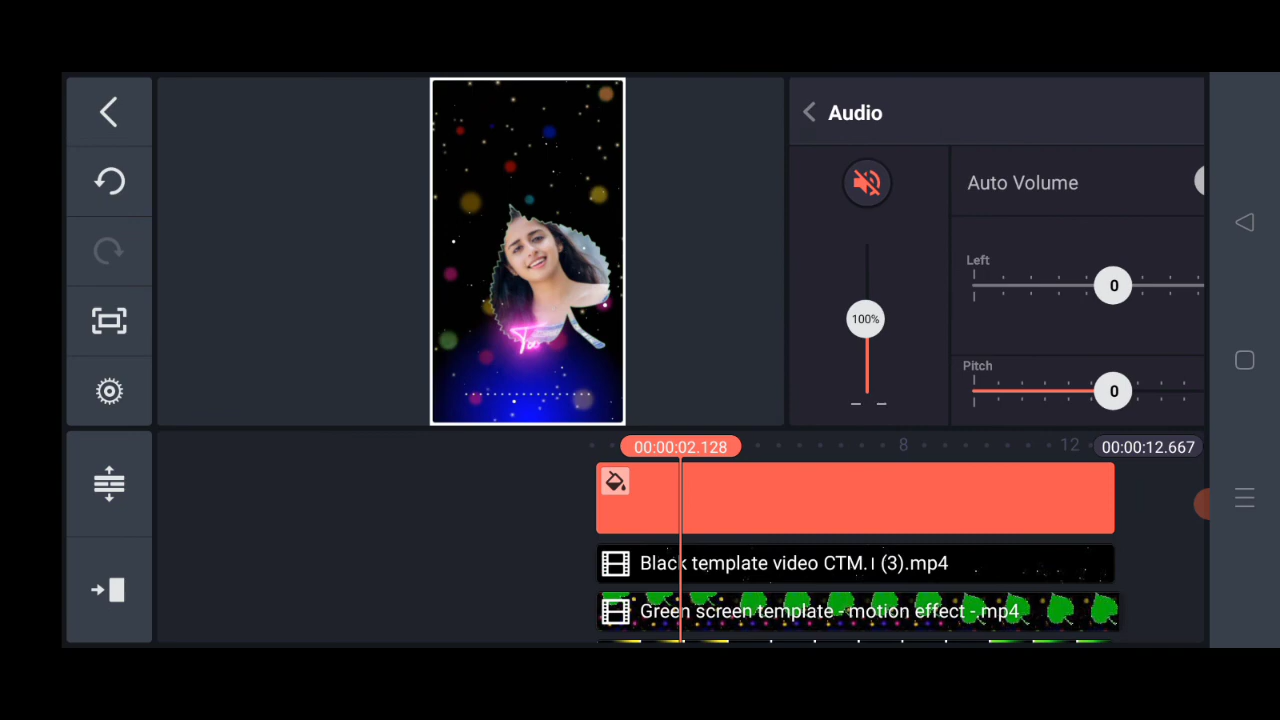 Audio
Auto Volume
Left
0
100%
Pitch
0
00:00:02.128
8
12
00:00:12.667
Black template video CTM. ı (3).mp4
Green screen template - motion effect -.mp4